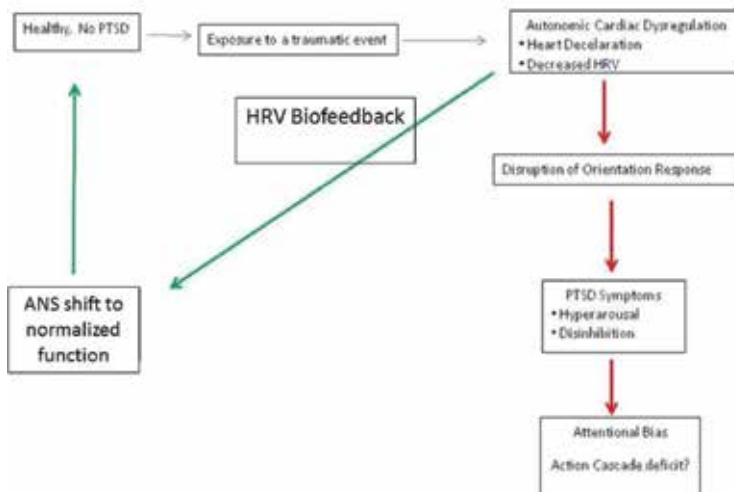 Healthy. No PTSD
Exposure to a traumatic event
Autonomic Cardiac Dysregulation
• Heart Decelaration
• Decreased HRV
HRV Biofeedback
Disruption of Orientation Response
ANS shift to
normalized
function
PTSD Symptoms
• Hyperarousal
• Disinhibition
Attentional Bias
Action Cascade deficit?